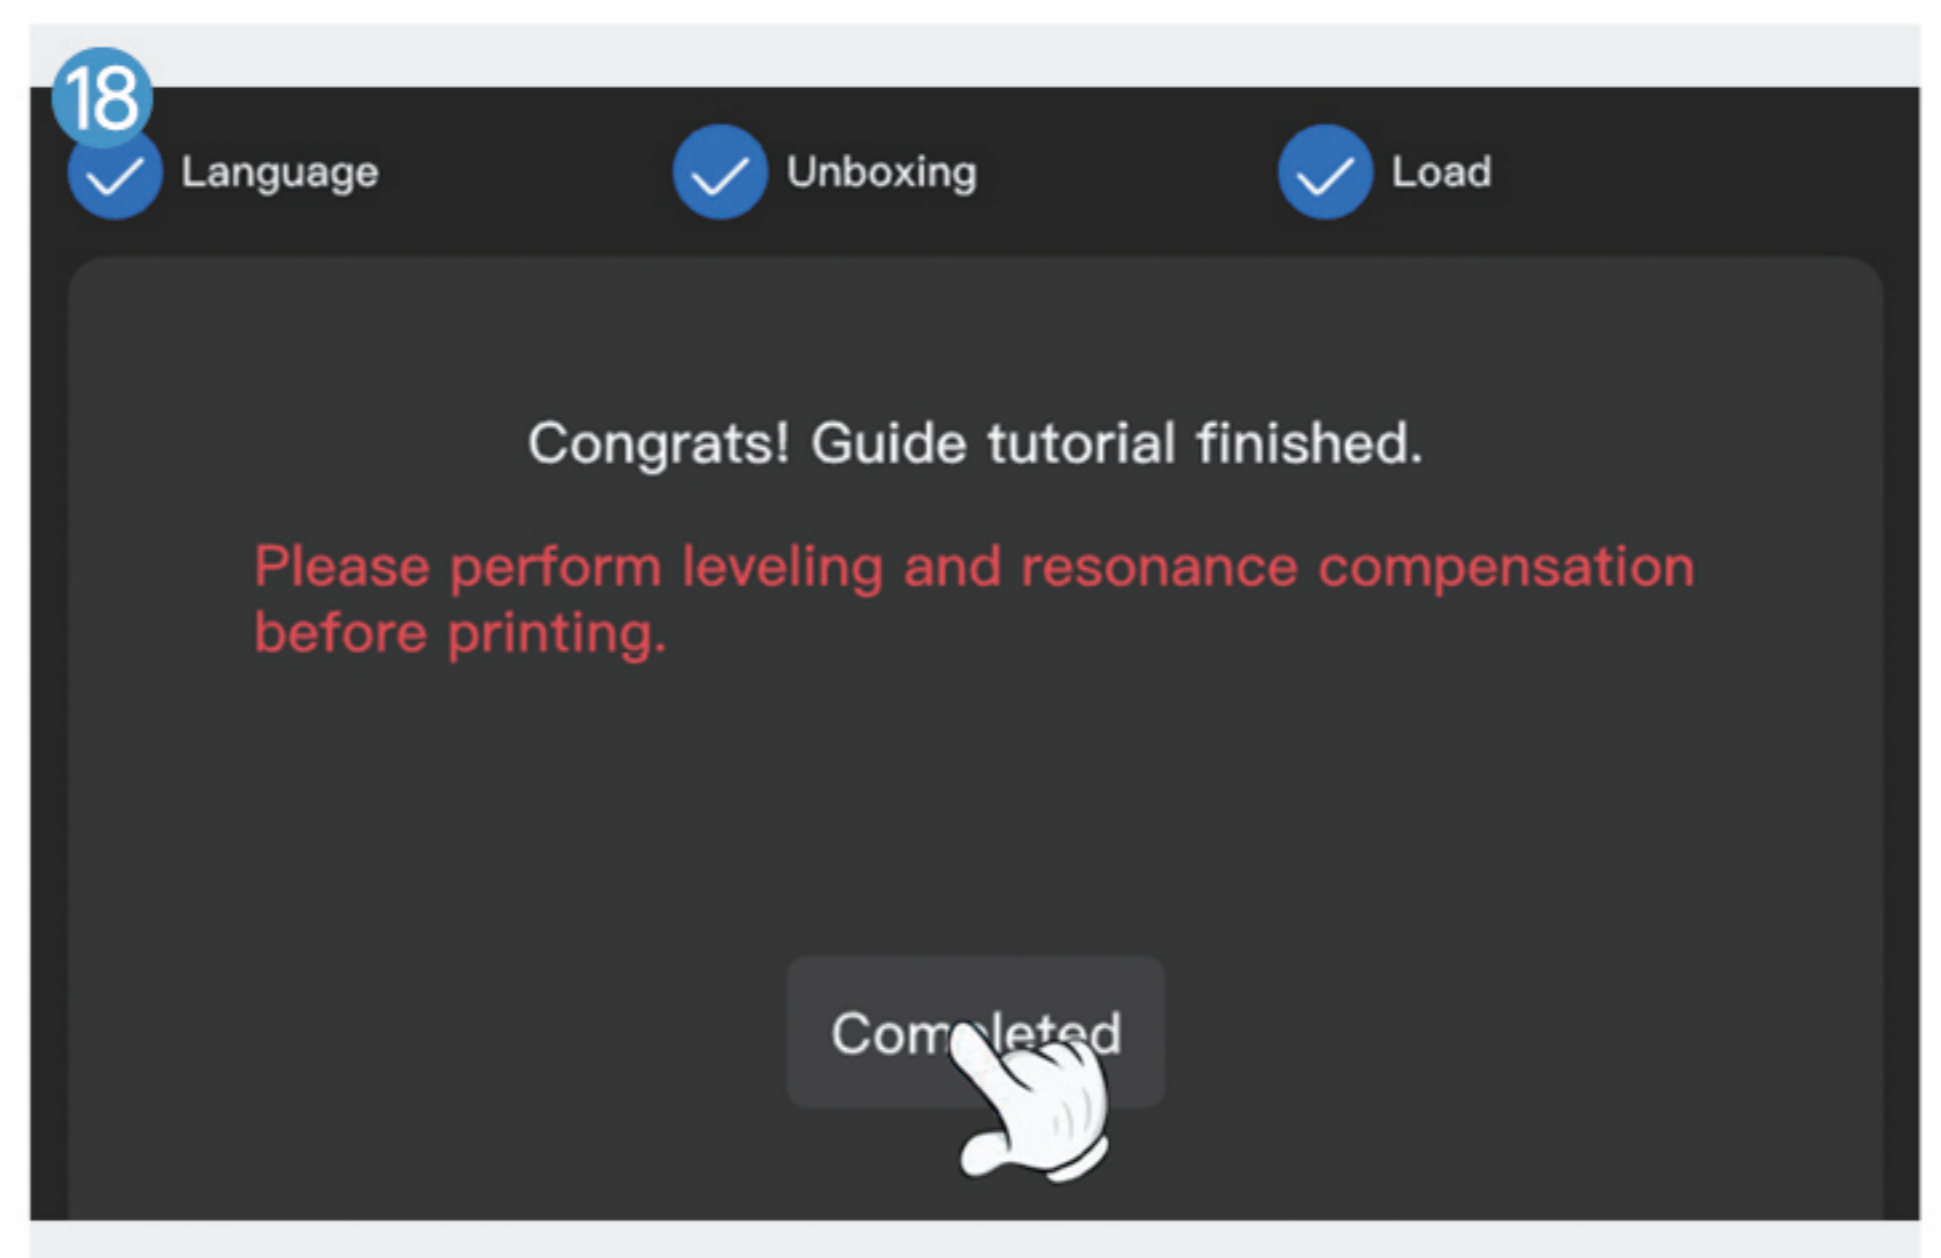 18
Language
Unboxing
Load
Congrats! Guide tutorial finished.
Please perform leveling and resonance compensation
before printing.
Completed